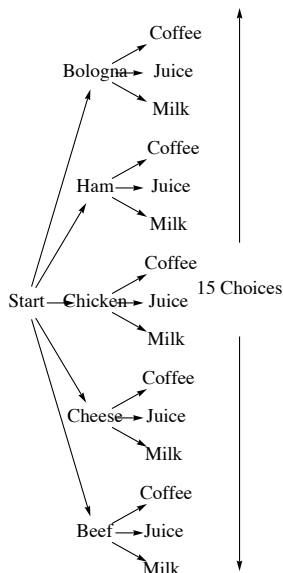 Coffee
Bologna Juice
Milk
Coffee
Ham Juice
Milk
Coffee
Start Chicken Juice 15 Choices
Milk
Coffee
Cheese Juice
Milk
Coffee
Beef Juice
Milk